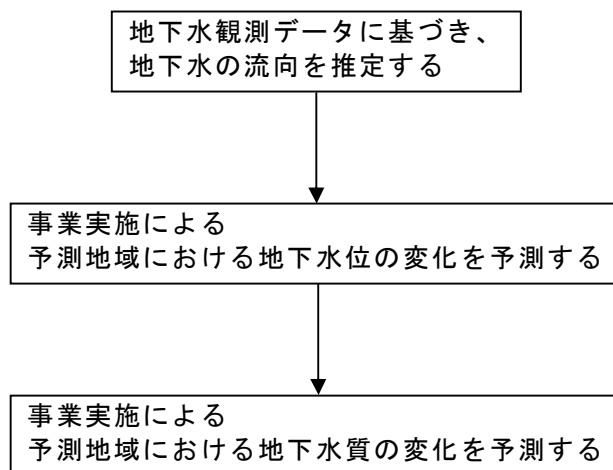 地下水観測データに基づき、
地下水の流向を推定する
事業実施による
予測地域における地下水位の変化を予測する
事業実施による
予測地域における地下水質の変化を予測する